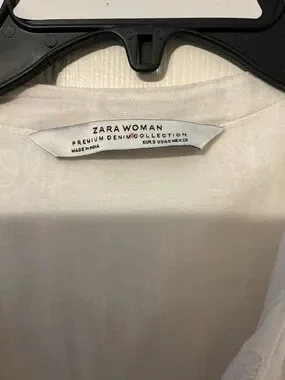 ZARA WOMAN
PREMIUM DENIM COLLECTION
MADE IN INDIA EUR S USA S MEX 26